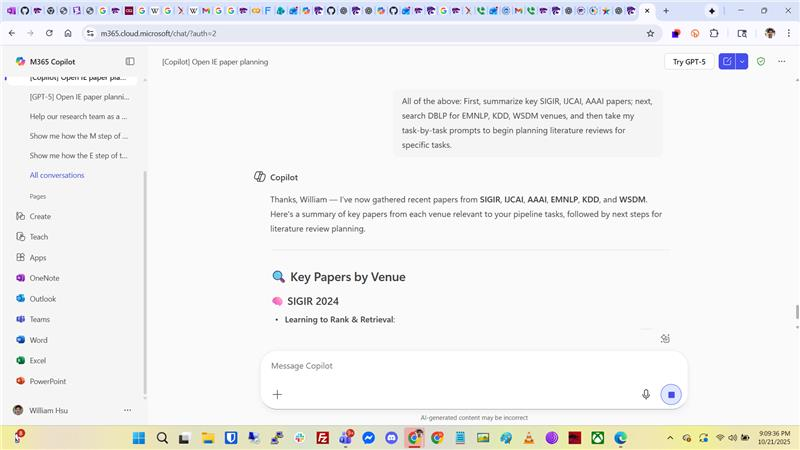 m365.cloud.microsoft/chat/?auth=2
M365 Copilot
[Copilot] Open IE paper pla...
[GPT-5] Open IE paper planni...
Help our research team as a ...
Show me how the M step of ...
Show me how the E step of t...
All conversations
Pages
Create
Teach
Apps
OneNote
Outlook
Teams
Word
Excel
PowerPoint
William Hsu
[Copilot] Open IE paper planning
Try GPT-5
All of the above: First, summarize key SIGIR, IJCAI, AAAI papers; next,
search DBLP for EMNLP, KDD, WSDM venues, and then take my
task-by-task prompts to begin planning literature reviews for
specific tasks.
Copilot
Thanks, William — I've now gathered recent papers from SIGIR, IJCAI, AAAI, EMNLP, KDD, and WSDM.
Here's a summary of key papers from each venue relevant to your pipeline tasks, followed by next steps for
literature review planning.
Key Papers by Venue
SIGIR 2024
• Learning to Rank & Retrieval:
Message Copilot
AI-generated content may be incorrect
9:09:36 PM
10/21/2025